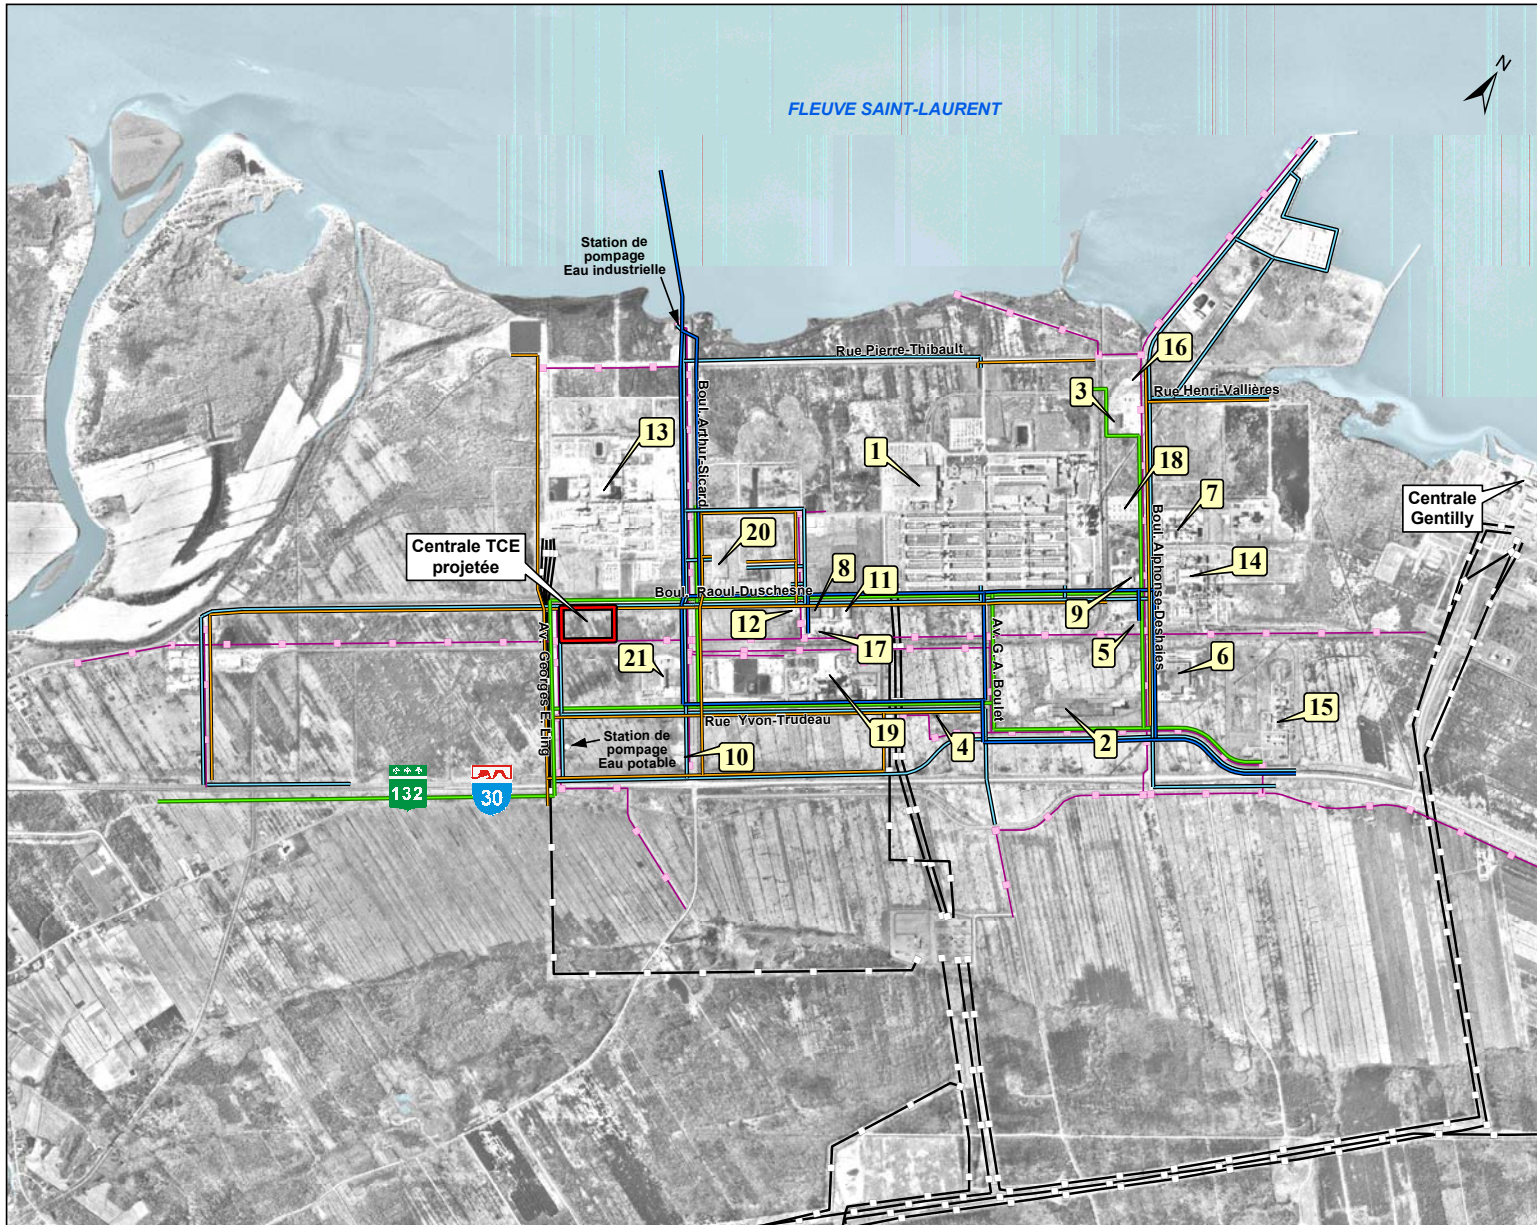 N
FLEUVE SAINT-LAURENT
Station de
pompage
Eau industrielle
Rue Pierre-Thibault
16
Rue Henri-Vallières
3
Boul. Arthur-Sicard
13
1
18
7
Centrale
Gentilly
Centrale TCE
projetée
20
Boul. Alphonse-Deshaies
14
8
11
Boul. Raoul-Duschesne
9
12
17
5
6
Av. G. A. Boulet
Av. Georges-E. Ling
21
15
Rue Yvon-Trudeau
19
4
2
Station de
pompage
Eau potable
10
132
30